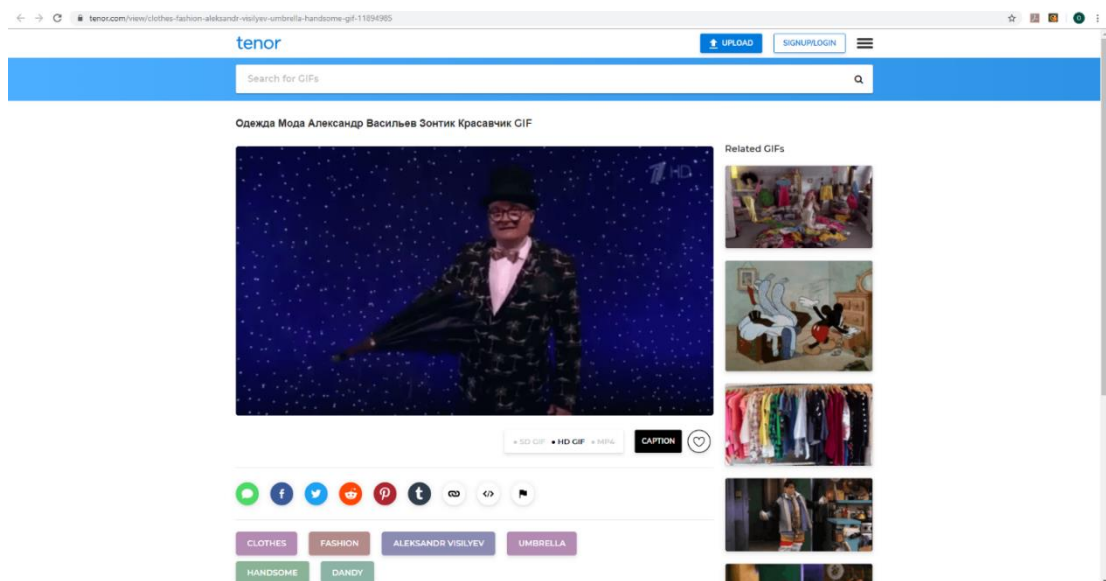 tenor.com/view/clothes-fashion-aleksandr-visilyev-umbrella-handsome-gif-11894985
tenor
UPLOAD
SIGNUP/LOGIN
Search for GIFs
Одежда Мода Александр Васильев Зонтик Красавчик GIF
Related GIFs
HD
SD GIF • HD GIF • MP4
CAPTION
CLOTHES
FASHION
ALEKSANDR VISILYEV
UMBRELLA
HANDSOME
DANDY